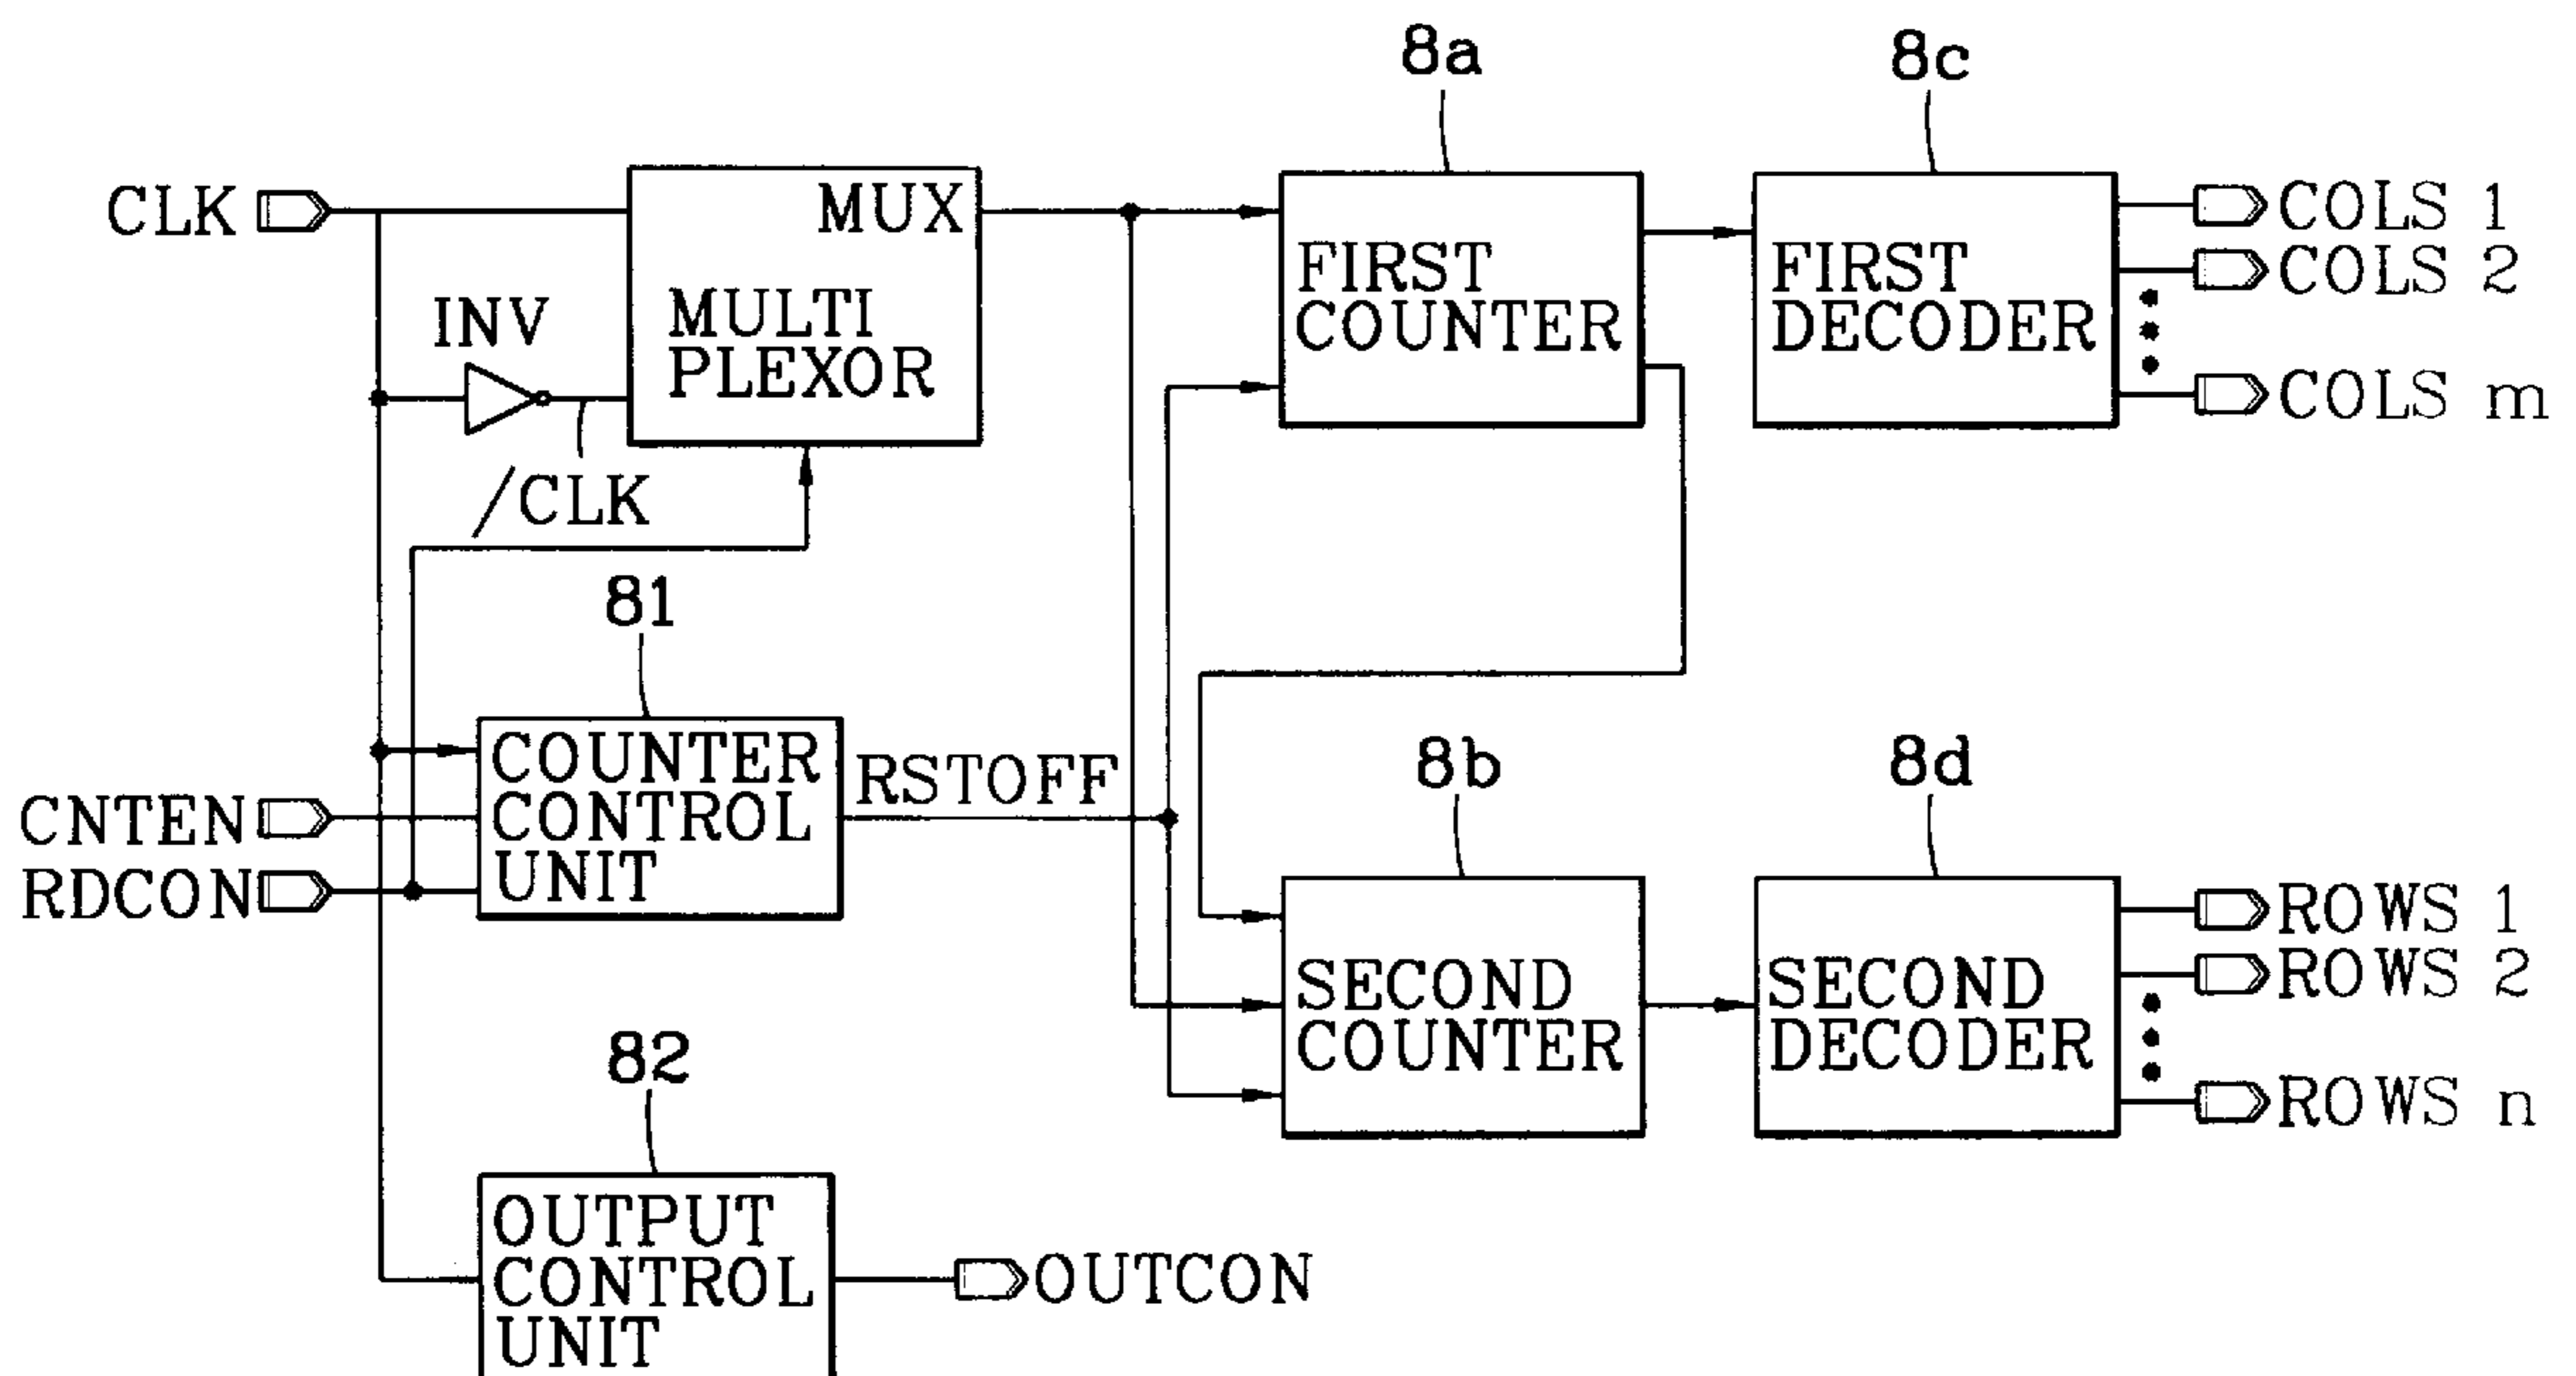 8a
8c
CLK
MUX
MULTI
PLEXOR
INV
/CLK
FIRST
COUNTER
FIRST
DECODER
COLS 1
COLS 2
COLS m
81
COUNTER
CONTROL
UNIT
CNTEN
RDCON
RSTOFF
8b
8d
SECOND
COUNTER
SECOND
DECODER
ROWS 1
ROWS 2
ROWS n
82
OUTPUT
CONTROL
UNIT
OUTCON